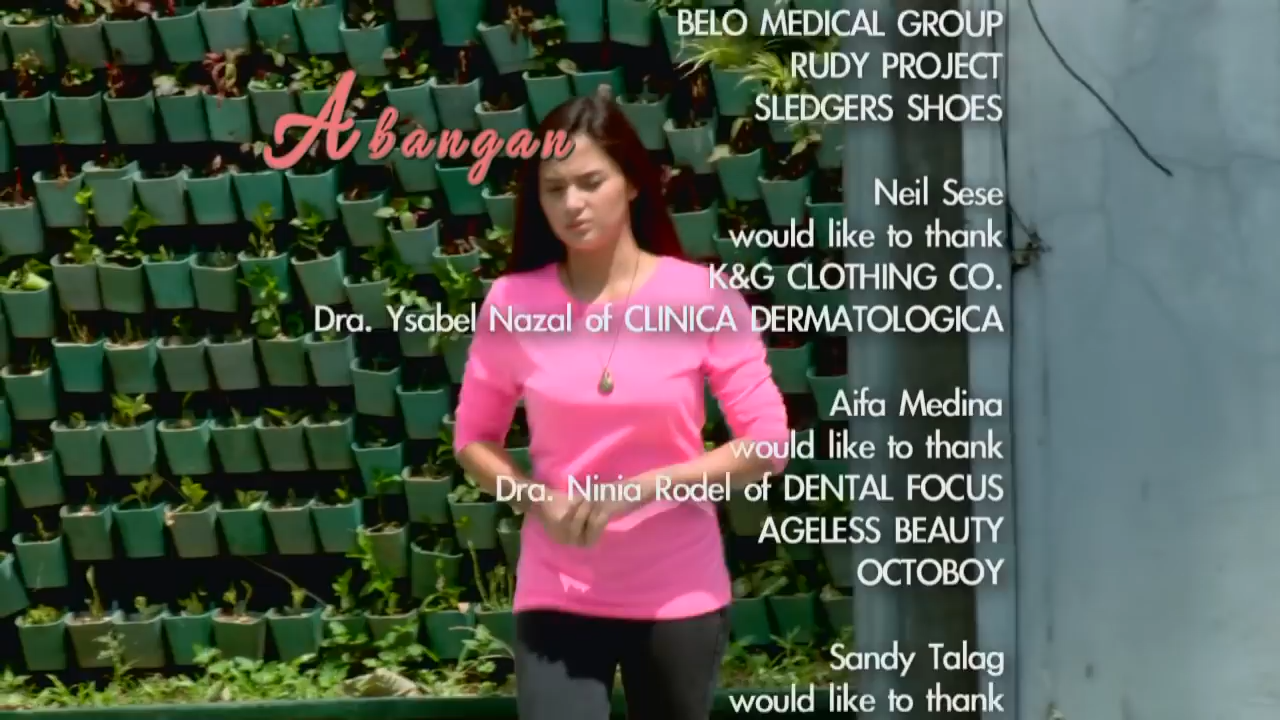 Abangan
BELO MEDICAL GROUP
RUDY PROJECT
SLEDGERS SHOES
Neil Sese
would like to thank
K&G CLOTHING CO.
Dra. Ysabel Nazal of CLINICA DERMATOLOGICA
Aifa Medina
would like to thank
Dra. Ninia Rodel of DENTAL FOCUS
AGELESS BEAUTY
OCTOBOY
Sandy Talag
would like to thank